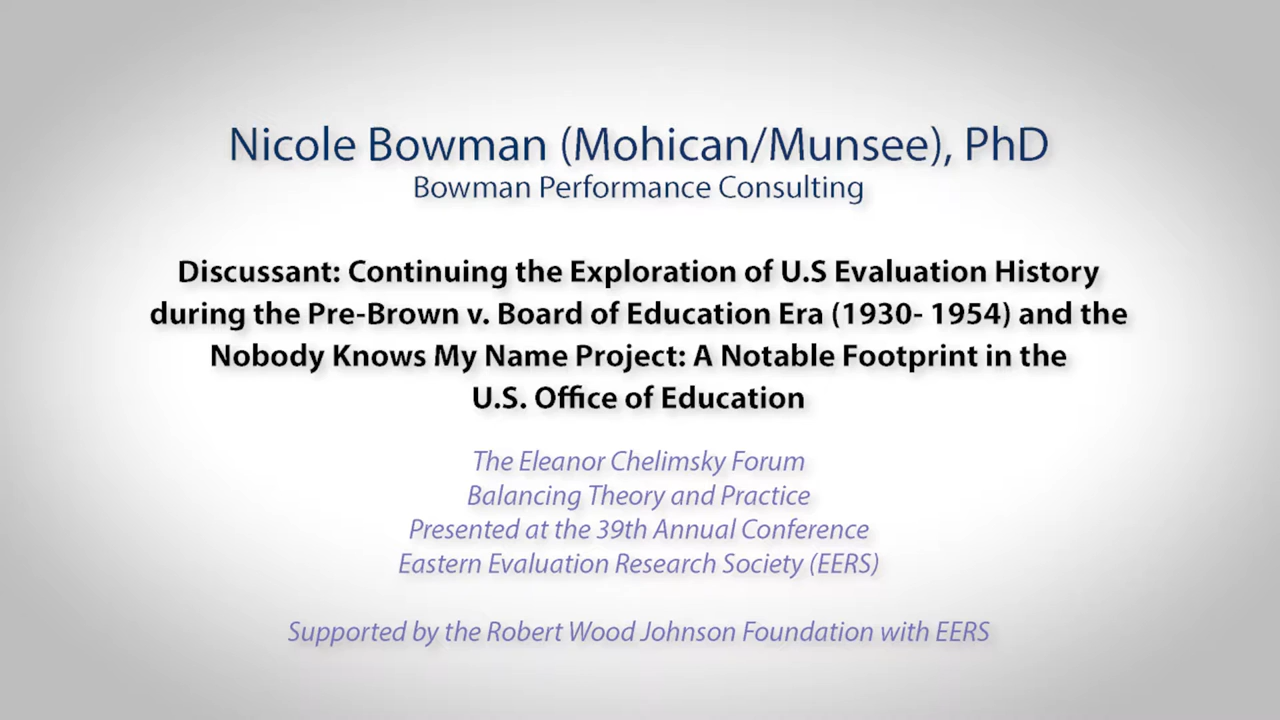 Nicole Bowman (Mohican/Munsee), PhD
Bowman Performance Consulting
Discussant: Continuing the Exploration of U.S Evaluation History
during the Pre-Brown v. Board of Education Era (1930- 1954) and the
Nobody Knows My Name Project: A Notable Footprint in the
U.S. Office of Education
The Eleanor Chelimsky Forum
Balancing Theory and Practice
Presented at the 39th Annual Conference
Eastern Evaluation Research Society (EERS)
Supported by the Robert Wood Johnson Foundation with EERS